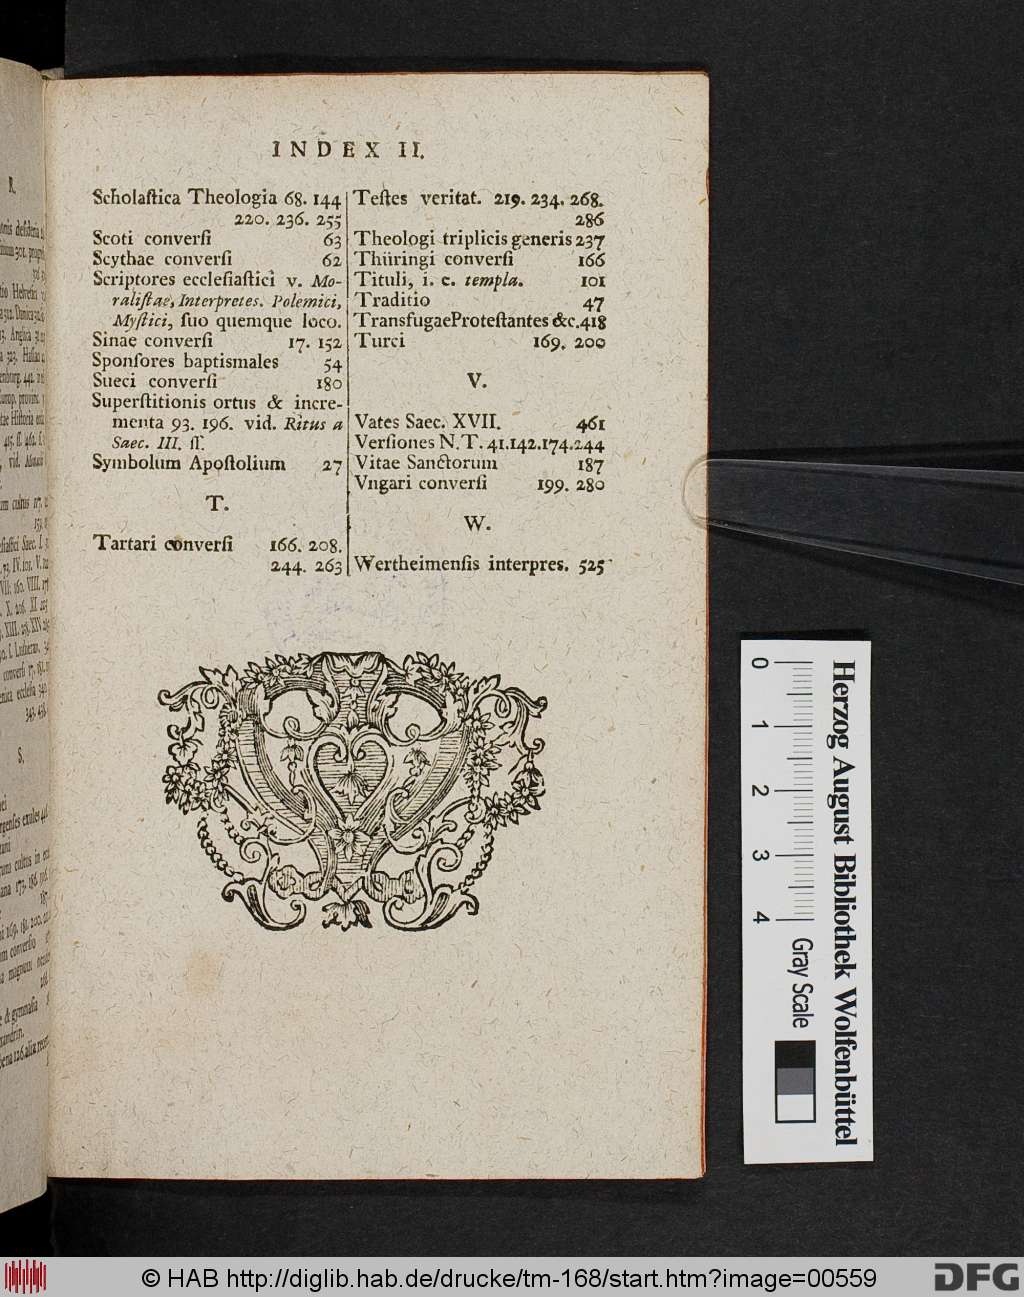 INDEX II.
Scholaſtica Theologia 68. 144
220. 236. 255
Scoti converſi 63
Scythae converſi 62
Scriptores eccleſiaſtici v. Mo-
raliſtae, Interpretes. Polemici,
Myſtici, ſuo quemque loco.
Sinae converſi 17. 152
Sponſores baptismales 54
Sueci converſi 180
Superſtitionis ortus & incre-
menta 93. 196. vid. Ritus a
Saec. III. ſſ.
Symbolum Apoſtolium 27
T.
Tartari converſi 166. 208.
244. 263
Teſtes veritat. 219. 234. 268.
286
Theologi triplicis generis 237
Thüringi converſi 166
Tituli, i. e. templa. 101
Traditio 47
TransfugaeProteſtantes &c.418
Turci 169. 200
V.
Vates Saec. XVII. 461
Verſiones N. T. 41.142.174.244
Vitae Sanctorum 187
Vngari converſi 199. 280
W.
Wertheimenſis interpres. 525
0 1 2 3 4
Gray Scale
Herzog August Bibliothek Wolfenbüttel
© HAB http://diglib.hab.de/drucke/tm-168/start.htm?image=00559
DFG